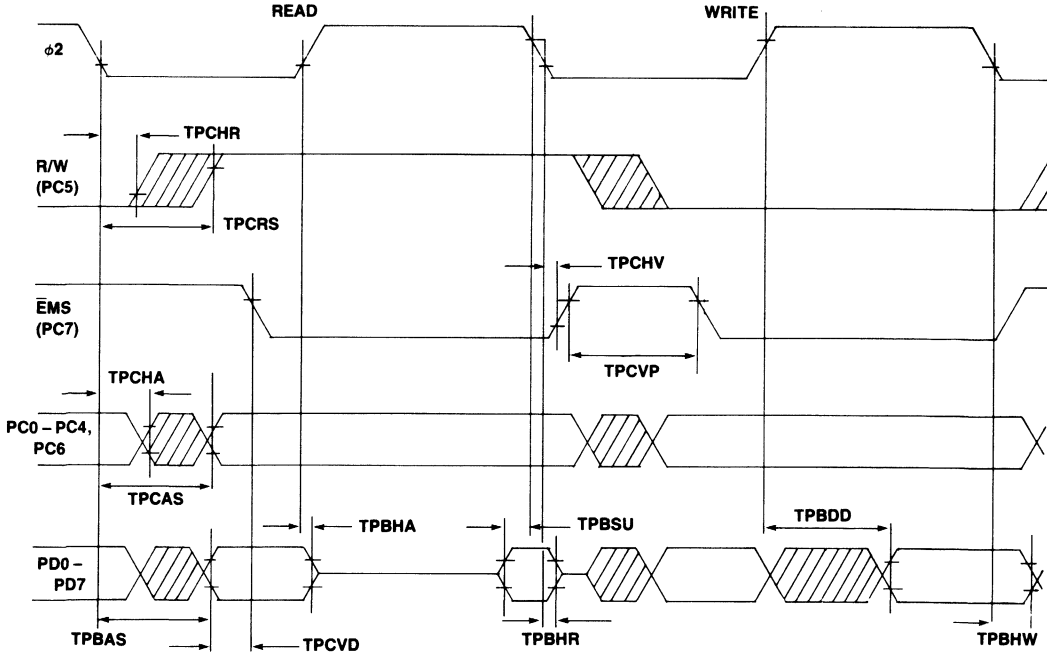 READ
WRITE
ϕ2
TPCHR
R/W
(PC5)
TPCRS
TPCHV
E̅MS
(PC7)
TPCVP
TPCHA
PC0 – PC4,
PC6
TPCAS
TPBHA
TPBSU
TPBDD
PD0 –
PD7
TPBAS
TPCVD
TPBHR
TPBHW